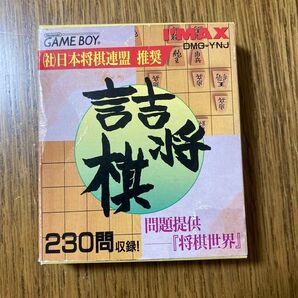 Nintendo
GAME BOY
I'MAX
DMG-YNJ
(社)日本将棋連盟 推奨
詰将棋
問題提供
『将棋世界』
230問収録!